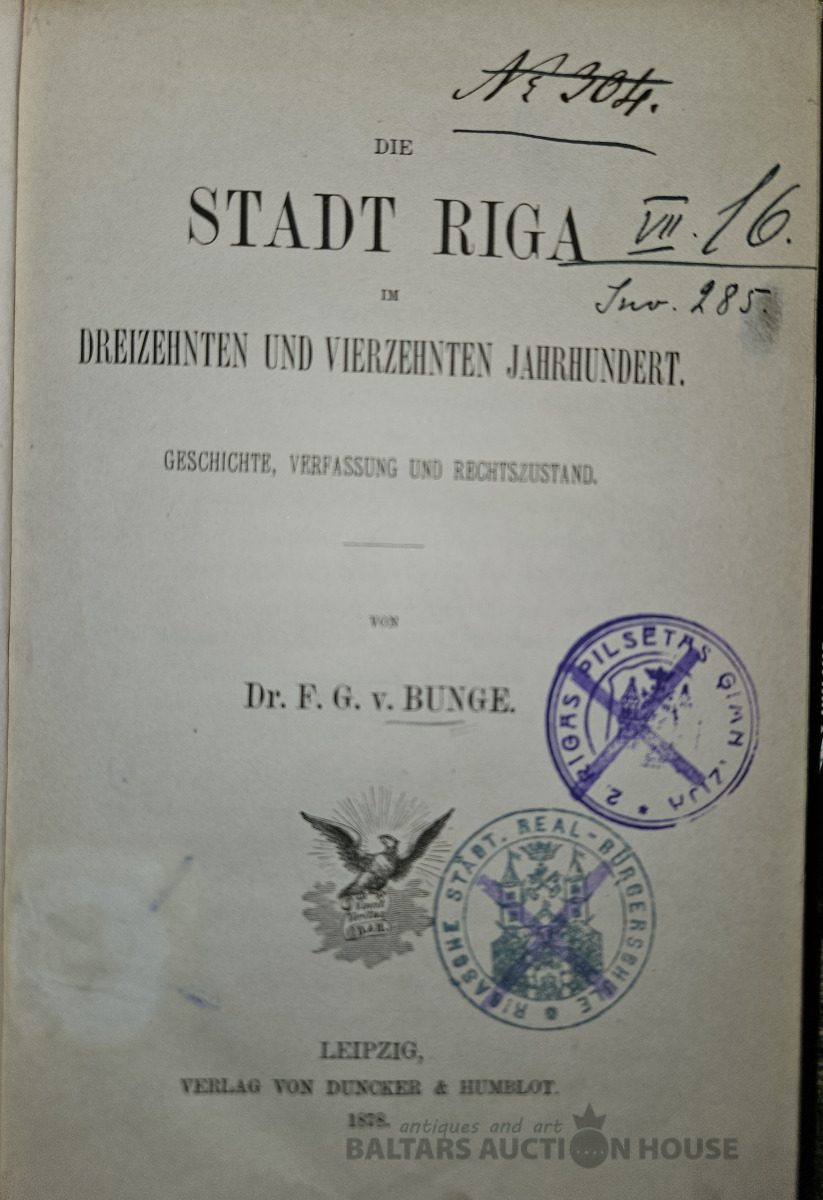 № 304.
DIE
STADT RIGA
VII. 16.
IM
Inv. 285.
DREIZEHNTEN UND VIERZEHNTEN JAHRHUNDERT.
GESCHICHTE, VERFASSUNG UND RECHTSZUSTAND.
VON
Dr. F. G. v. BUNGE.
2. RIGAS PILSETAS GIMN.
RIGASCHE STÄDT. REAL-BÜRGERSCHULE
LEIPZIG,
VERLAG VON DUNCKER & HUMBLOT.
1878.
antiques and art
BALTARS AUCTION HOUSE